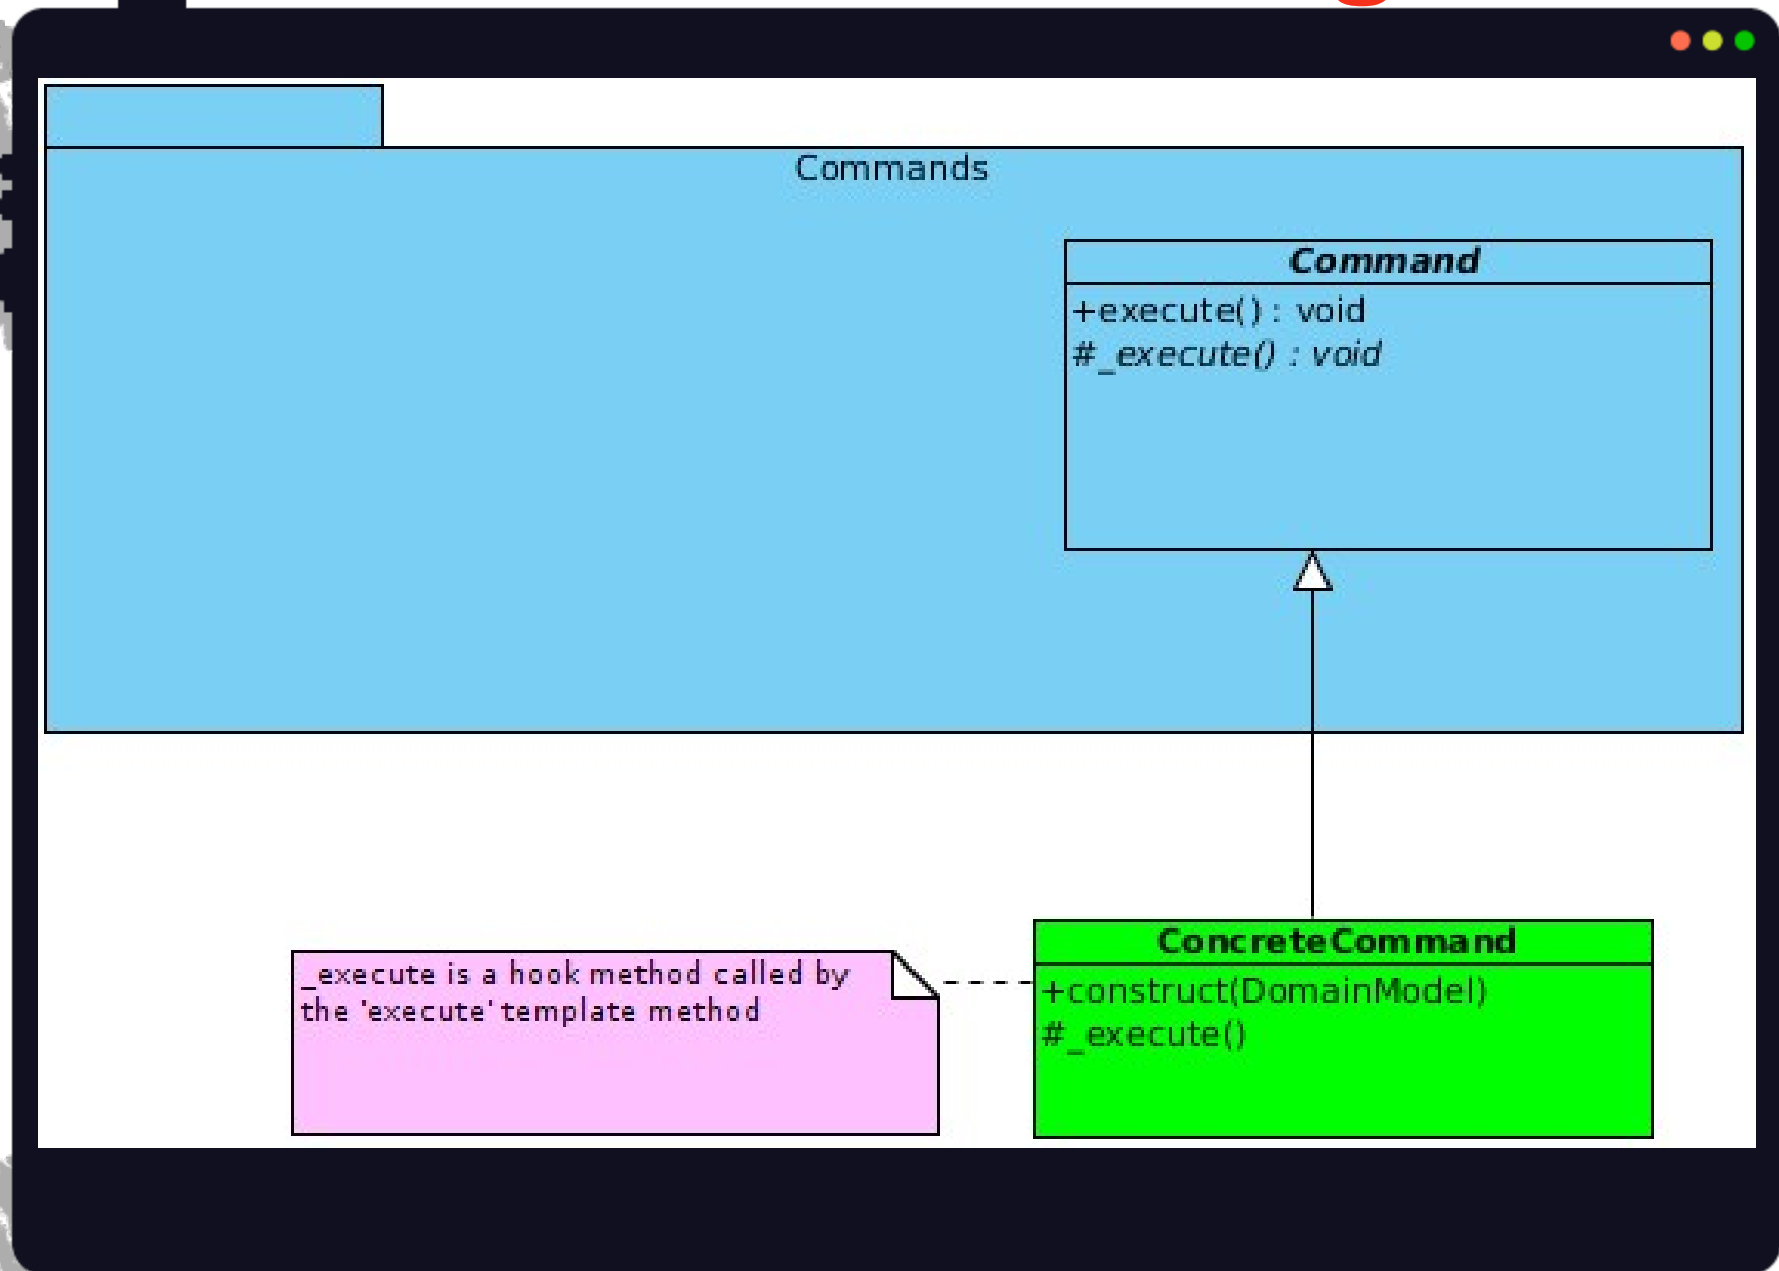 Commands
Command
+execute() : void
#_execute() : void
ConcreteCommand
+construct(DomainModel)
#_execute()
_execute is a hook method called by
the 'execute' template method